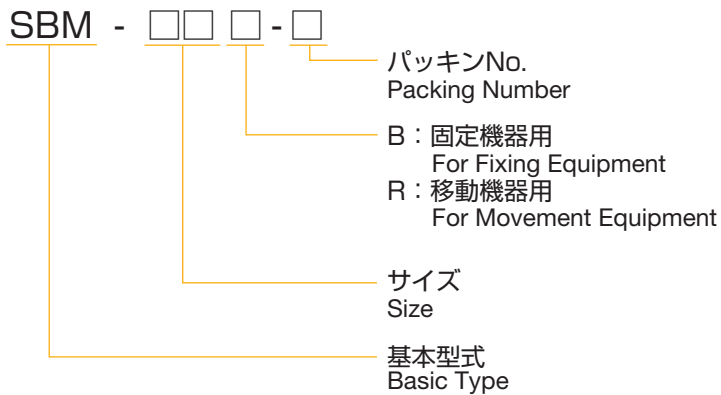 SBM - □□ □-□
パッキンNo.
Packing Number
B：固定機器用
For Fixing Equipment
R：移動機器用
For Movement Equipment
サイズ
Size
基本型式
Basic Type